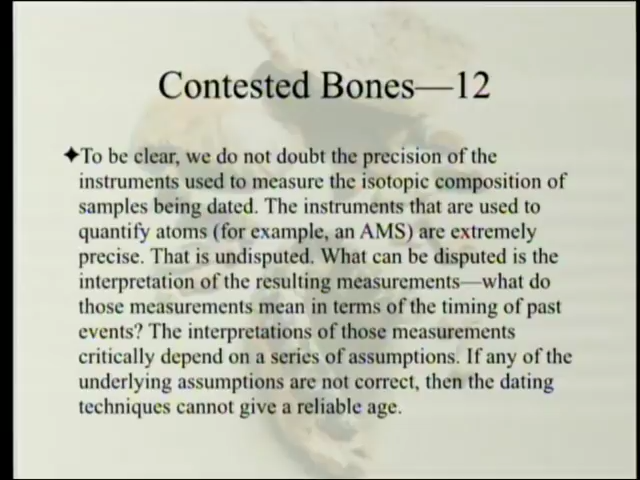 Contested Bones—12
✦To be clear, we do not doubt the precision of the
instruments used to measure the isotopic composition of
samples being dated. The instruments that are used to
quantify atoms (for example, an AMS) are extremely
precise. That is undisputed. What can be disputed is the
interpretation of the resulting measurements—what do
those measurements mean in terms of the timing of past
events? The interpretations of those measurements
critically depend on a series of assumptions. If any of the
underlying assumptions are not correct, then the dating
techniques cannot give a reliable age.